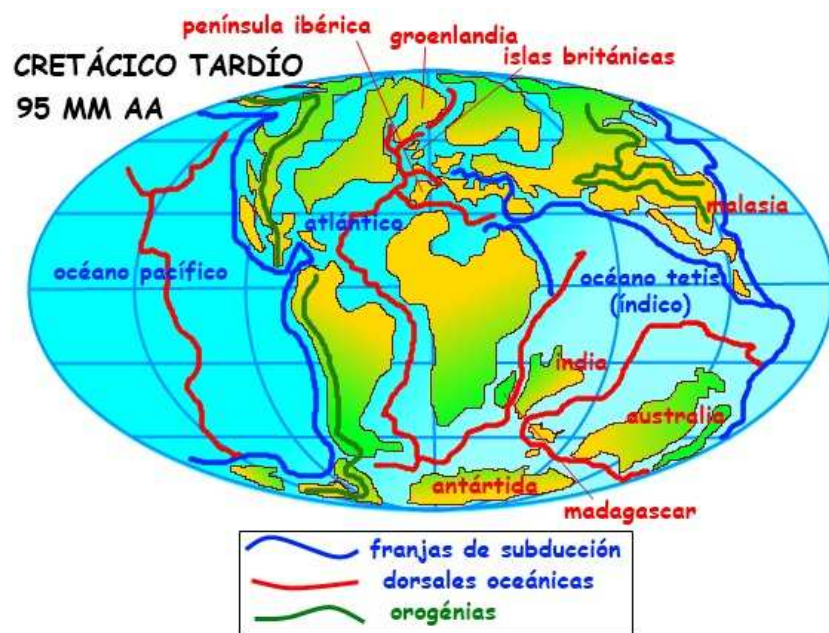 península ibérica
groenlandia
islas británicas
CRETÁCICO TARDÍO
95 MM AA
malasia
atlántico
océano pacífico
océano tetis
(índico)
india
australia
antártida
madagascar
franjas de subducción
dorsales oceánicas
orogénias